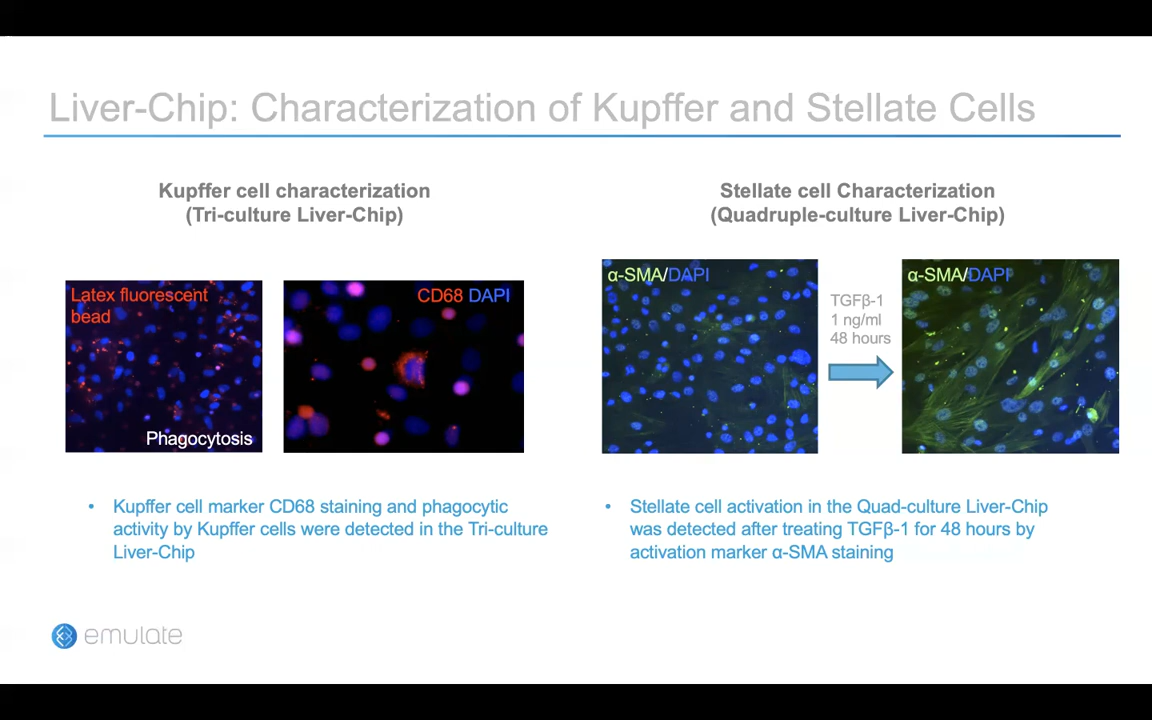 Liver-Chip: Characterization of Kupffer and Stellate Cells
Kupffer cell characterization
(Tri-culture Liver-Chip)
Latex fluorescent
bead
Phagocytosis
CD68 DAPI
• Kupffer cell marker CD68 staining and phagocytic
activity by Kupffer cells were detected in the Tri-culture
Liver-Chip
Stellate cell Characterization
(Quadruple-culture Liver-Chip)
α-SMA/DAPI
TGFβ-1
1 ng/ml
48 hours
α-SMA/DAPI
• Stellate cell activation in the Quad-culture Liver-Chip
was detected after treating TGFβ-1 for 48 hours by
activation marker α-SMA staining
emulate